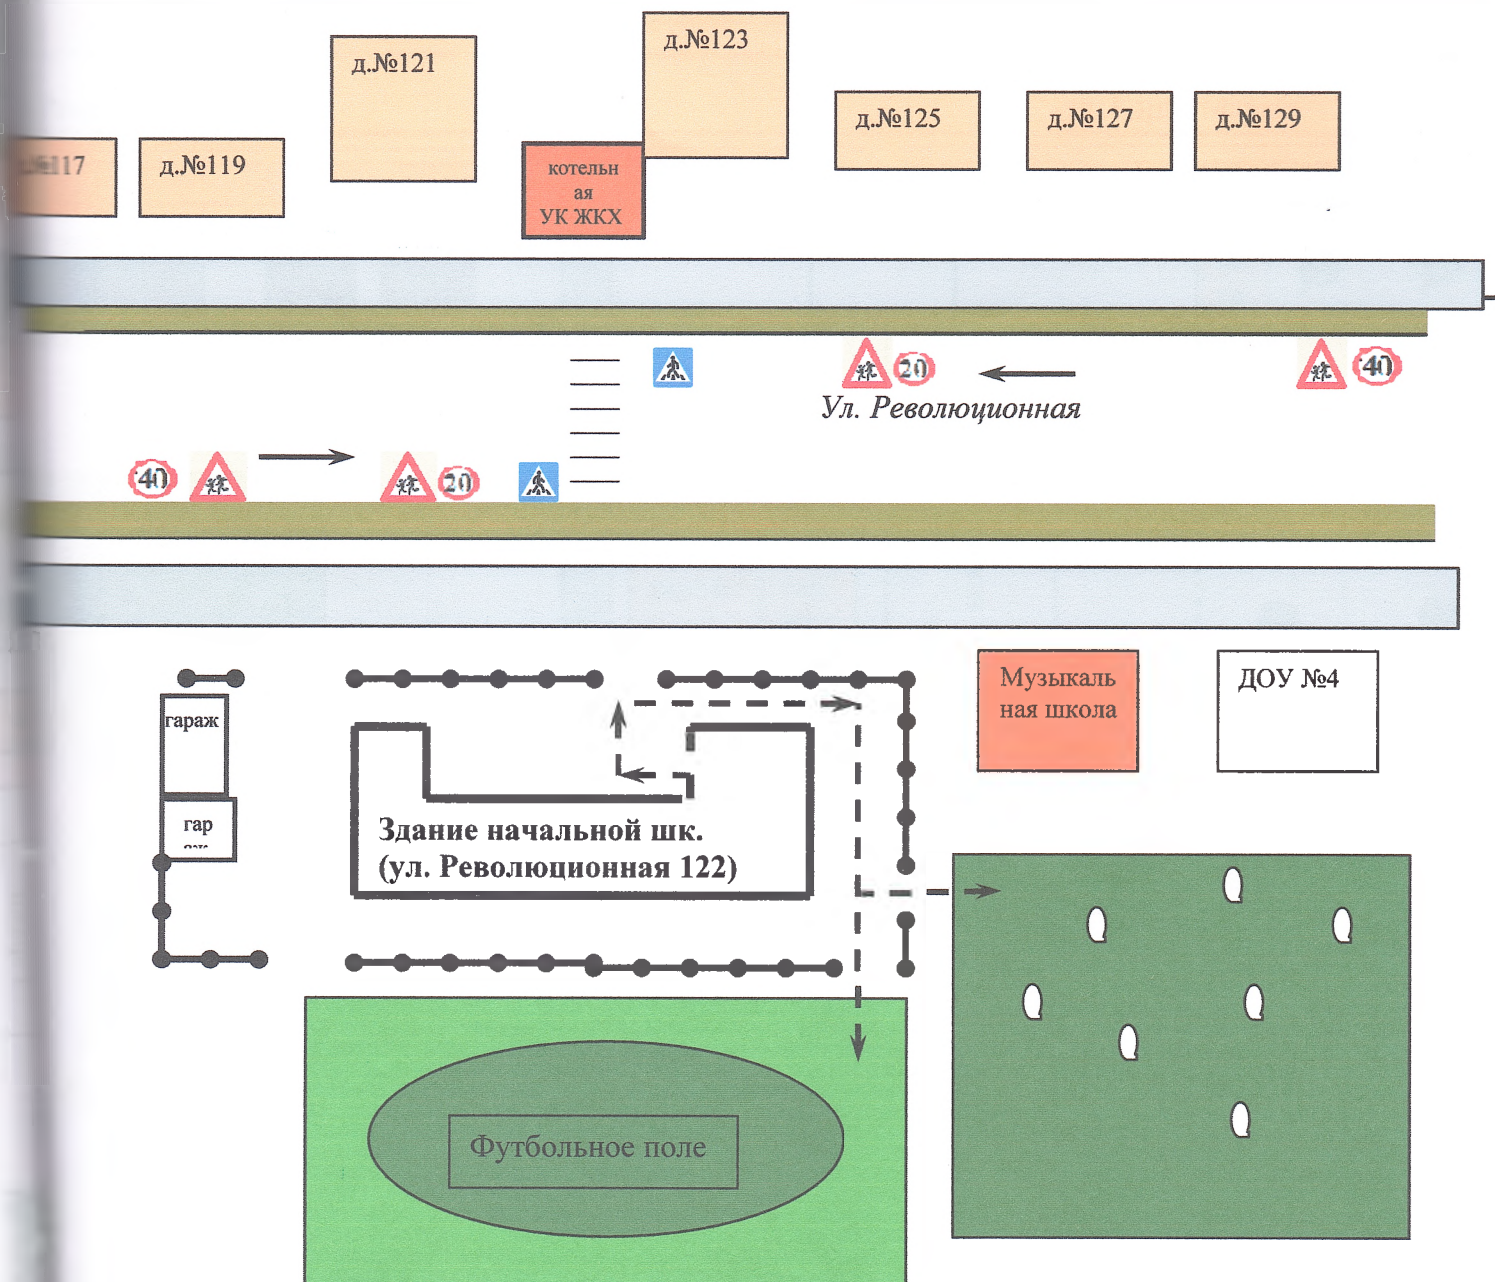 д.№123
д.№121
д.№125
д.№127
д.№129
№117
д.№119
котельн
ая
УК ЖКХ
20
40
Ул. Революционная
40
20
Музыкаль
ная школа
ДОУ №4
гараж
гар
Здание начальной шк.
(ул. Революционная 122)
Футбольное поле